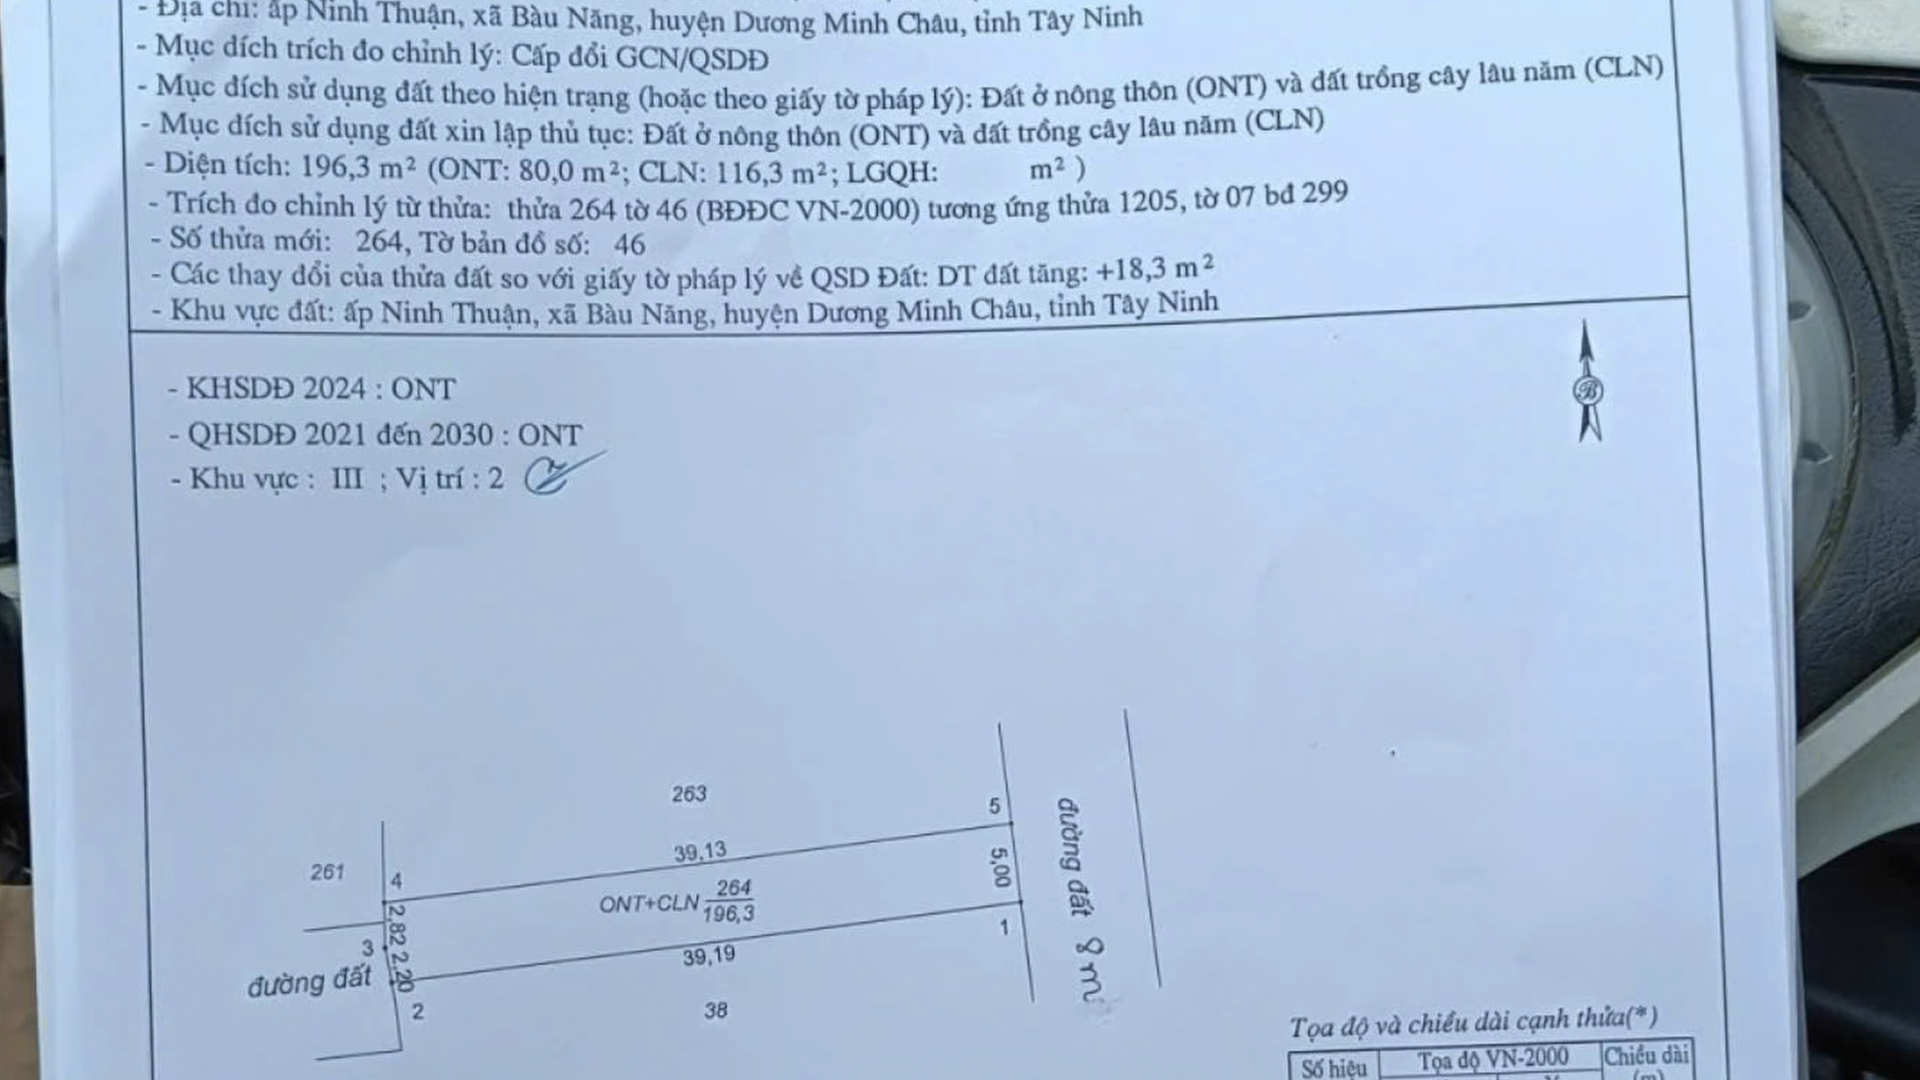 - Địa chỉ: ấp Ninh Thuận, xã Bàu Năng, huyện Dương Minh Châu, tỉnh Tây Ninh
- Mục đích trích đo chỉnh lý: Cấp đổi GCN/QSDĐ
- Mục đích sử dụng đất theo hiện trạng (hoặc theo giấy tờ pháp lý): Đất ở nông thôn (ONT) và đất trồng cây lâu năm (CLN)
- Mục đích sử dụng đất xin lập thủ tục: Đất ở nông thôn (ONT) và đất trồng cây lâu năm (CLN)
- Diện tích: 196,3 m² (ONT: 80,0 m²; CLN: 116,3 m²; LGQH: m² )
- Trích đo chỉnh lý từ thửa: thửa 264 tờ 46 (BĐĐC VN-2000) tương ứng thửa 1205, tờ 07 bđ 299
- Số thửa mới: 264, Tờ bản đồ số: 46
- Các thay đổi của thửa đất so với giấy tờ pháp lý về QSD Đất: DT đất tăng: +18,3 m²
- Khu vực đất: ấp Ninh Thuận, xã Bàu Năng, huyện Dương Minh Châu, tỉnh Tây Ninh
B
- KHSDĐ 2024 : ONT
- QHSDĐ 2021 đến 2030 : ONT
- Khu vực : III ; Vị trí : 2
263
5
39,13
261
4
5,00
đường đất 8m
ONT+CLN 264
196,3
2,82
3
2,20
39,19
1
đường đất
2
38
Tọa độ và chiều dài cạnh thửa(*)
Số hiệu
Tọa độ VN-2000
Chiều dài
(m)